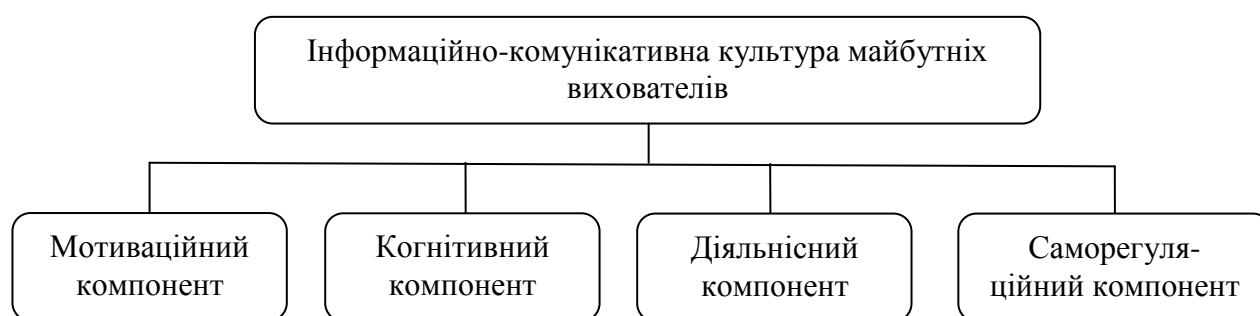 Інформаційно-комунікативна культура майбутніх
вихователів
Мотиваційний
компонент
Когнітивний
компонент
Діяльнісний
компонент
Саморегуля-
ційний компонент